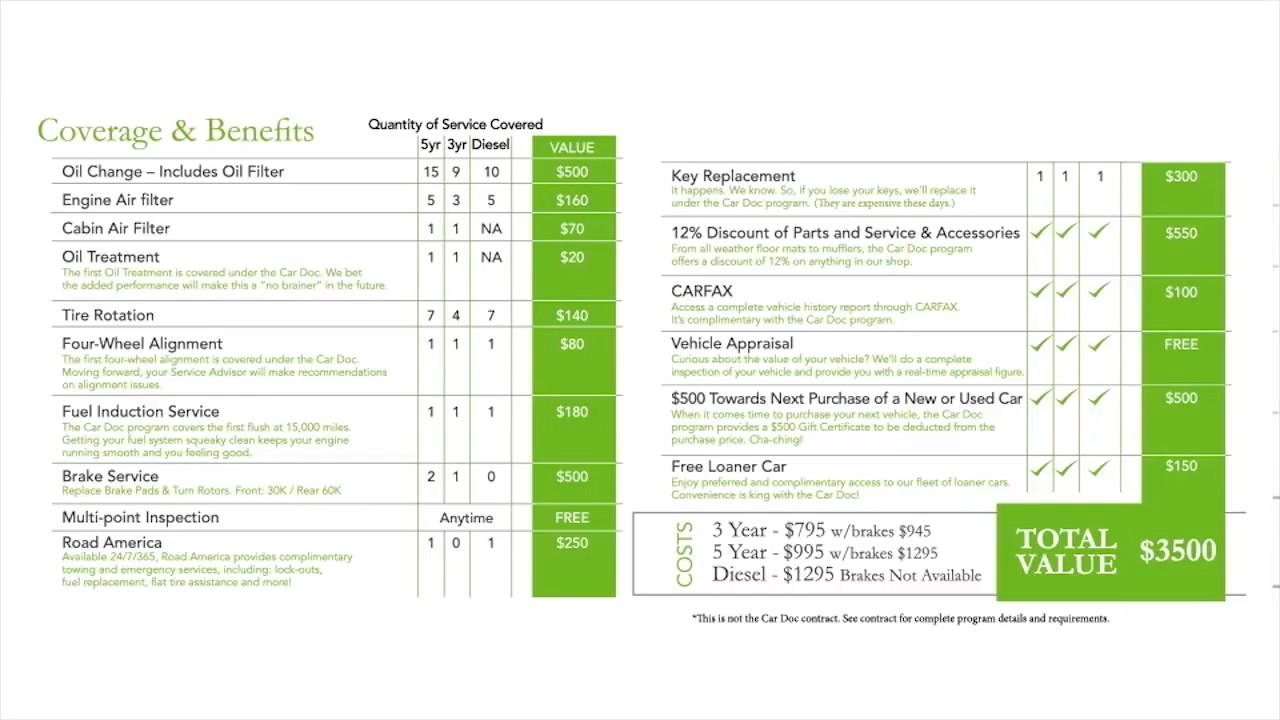 Coverage & Benefits
Quantity of Service Covered
5yr 3yr Diesel VALUE
Oil Change – Includes Oil Filter 15 9 10 $500
Engine Air filter 5 3 5 $160
Cabin Air Filter 1 1 NA $70
Oil Treatment 1 1 NA $20
The first Oil Treatment is covered under the Car Doc. We bet
the added performance will make this a “no brainer” in the future.
Tire Rotation 7 4 7 $140
Four-Wheel Alignment 1 1 1 $80
The first four-wheel alignment is covered under the Car Doc.
Moving forward, your Service Advisor will make recommendations
on alignment issues.
Fuel Induction Service 1 1 1 $180
The Car Doc program covers the first flush at 15,000 miles.
Getting your fuel system squeaky clean keeps your engine
running smooth and you feeling good.
Brake Service 2 1 0 $500
Replace Brake Pads & Turn Rotors. Front: 30K / Rear 60K
Multi-point Inspection Anytime FREE
Road America 1 0 1 $250
Available 24/7/365, Road America provides complimentary
towing and emergency services, including: lock-outs,
fuel replacement, flat tire assistance and more!
Key Replacement 1 1 1 $300
It happens. We know. So, if you lose your keys, we’ll replace it
under the Car Doc program. (They are expensive these days.)
12% Discount of Parts and Service & Accessories ✓ ✓ ✓ $550
From all weather floor mats to mufflers, the Car Doc program
offers a discount of 12% on anything in our shop.
CARFAX ✓ ✓ ✓ $100
Access a complete vehicle history report through CARFAX.
It’s complimentary with the Car Doc program.
Vehicle Appraisal ✓ ✓ ✓ FREE
Curious about the value of your vehicle? We’ll do a complete
inspection of your vehicle and provide you with a real-time appraisal figure.
$500 Towards Next Purchase of a New or Used Car ✓ ✓ ✓ $500
When it comes time to purchase your next vehicle, the Car Doc
program provides a $500 Gift Certificate to be deducted from the
purchase price. Cha-ching!
Free Loaner Car ✓ ✓ ✓ $150
Enjoy preferred and complimentary access to our fleet of loaner cars.
Convenience is king with the Car Doc!
COSTS
3 Year - $795 w/brakes $945
5 Year - $995 w/brakes $1295
Diesel - $1295 Brakes Not Available
TOTAL
VALUE $3500
*This is not the Car Doc contract. See contract for complete program details and requirements.